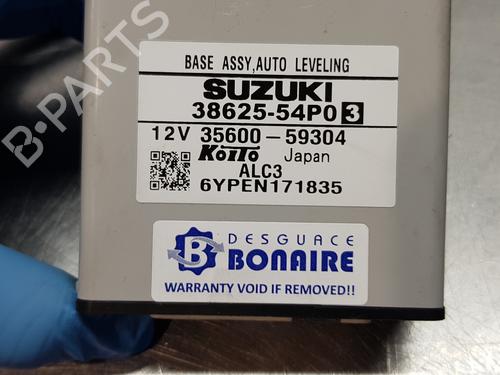 BASE ASSY,AUTO LEVELING
SUZUKI
38625-54P0 3
12V 35600-59304
KOITO Japan
ALC3
6YPEN171835
B
DESGUACE
BONAIRE
WARRANTY VOID IF REMOVED!!
B-PARTS